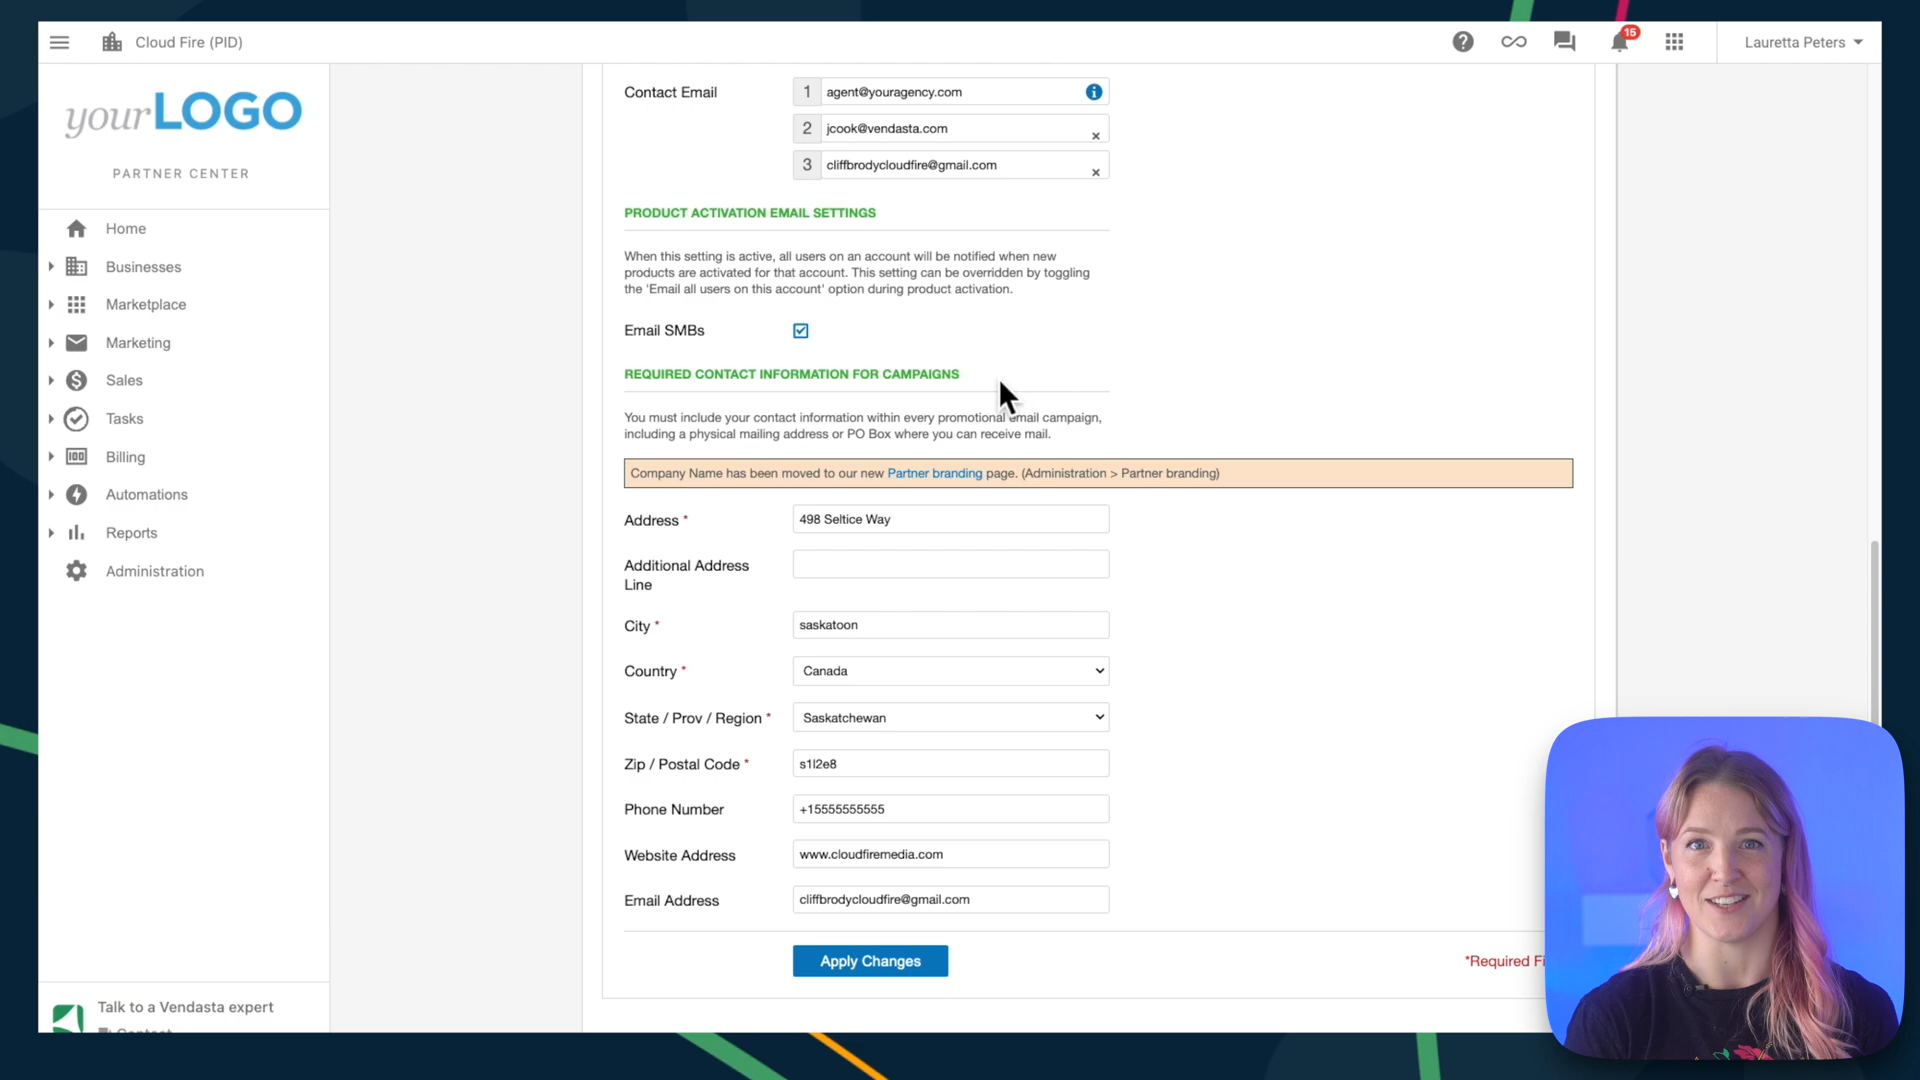 Cloud Fire (PID)
15
Lauretta Peters
yourLOGO
PARTNER CENTER
Home
Businesses
Marketplace
Marketing
Sales
Tasks
Billing
Automations
Reports
Administration
Talk to a Vendasta expert
Contact
Contact Email
1 agent@youragency.com
2 jcook@vendasta.com
3 cliffbrodycloudfire@gmail.com
PRODUCT ACTIVATION EMAIL SETTINGS
When this setting is active, all users on an account will be notified when new
products are activated for that account. This setting can be overridden by toggling
the 'Email all users on this account' option during product activation.
Email SMBs
REQUIRED CONTACT INFORMATION FOR CAMPAIGNS
You must include your contact information within every promotional email campaign,
including a physical mailing address or PO Box where you can receive mail.
Company Name has been moved to our new Partner branding page. (Administration > Partner branding)
Address * 498 Seltice Way
Additional Address
Line
City * saskatoon
Country * Canada
State / Prov / Region * Saskatchewan
Zip / Postal Code * s1l2e8
Phone Number +15555555555
Website Address www.cloudfiremedia.com
Email Address cliffbrodycloudfire@gmail.com
Apply Changes
*Required Fi